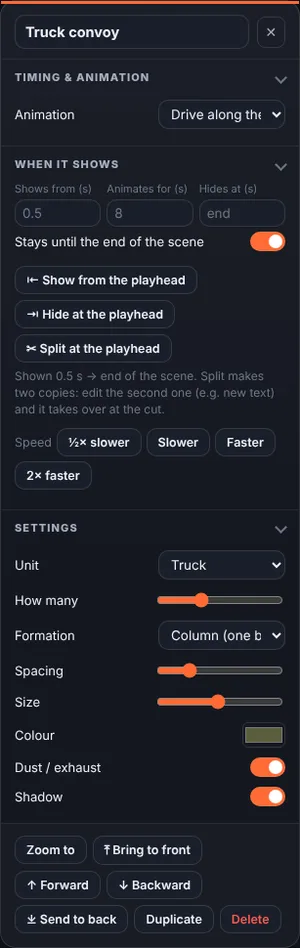 Truck convoy ✕
TIMING & ANIMATION
Animation Drive along the
WHEN IT SHOWS
Shows from (s) Animates for (s) Hides at (s)
0.5 8 end
Stays until the end of the scene
⇤ Show from the playhead
⇥ Hide at the playhead
✂ Split at the playhead
Shown 0.5 s → end of the scene. Split makes
two copies: edit the second one (e.g. new text)
and it takes over at the cut.
Speed ½× slower Slower Faster
2× faster
SETTINGS
Unit Truck
How many
Formation Column (one b
Spacing
Size
Colour
Dust / exhaust
Shadow
Zoom to ⤒ Bring to front
↑ Forward ↓ Backward
⤓ Send to back Duplicate Delete